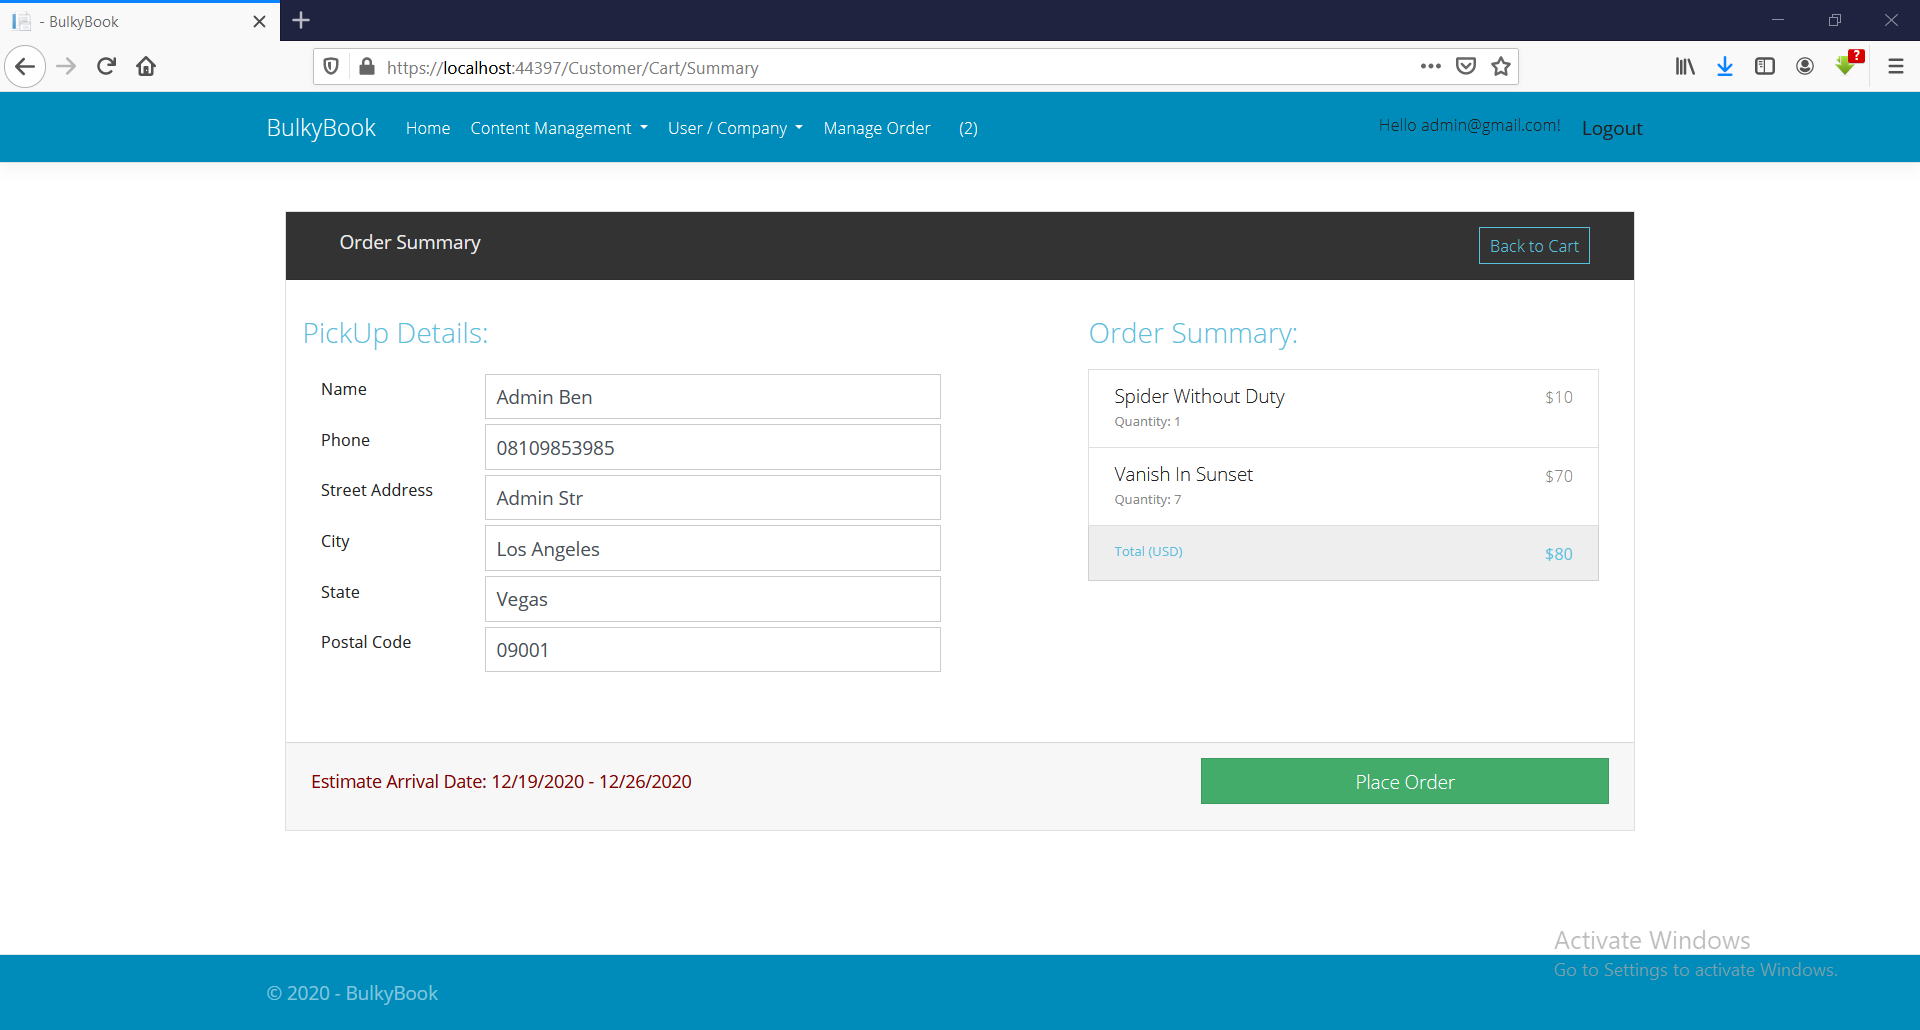 - BulkyBook
https://localhost:44397/Customer/Cart/Summary
?
BulkyBook Home Content Management User / Company Manage Order (2) Hello admin@gmail.com! Logout
Order Summary Back to Cart
PickUp Details:
Name Admin Ben
Phone 08109853985
Street Address Admin Str
City Los Angeles
State Vegas
Postal Code 09001
Order Summary:
Spider Without Duty $10
Quantity: 1
Vanish In Sunset $70
Quantity: 7
Total (USD) $80
Estimate Arrival Date: 12/19/2020 - 12/26/2020 Place Order
Activate Windows
Go to Settings to activate Windows.
© 2020 - BulkyBook